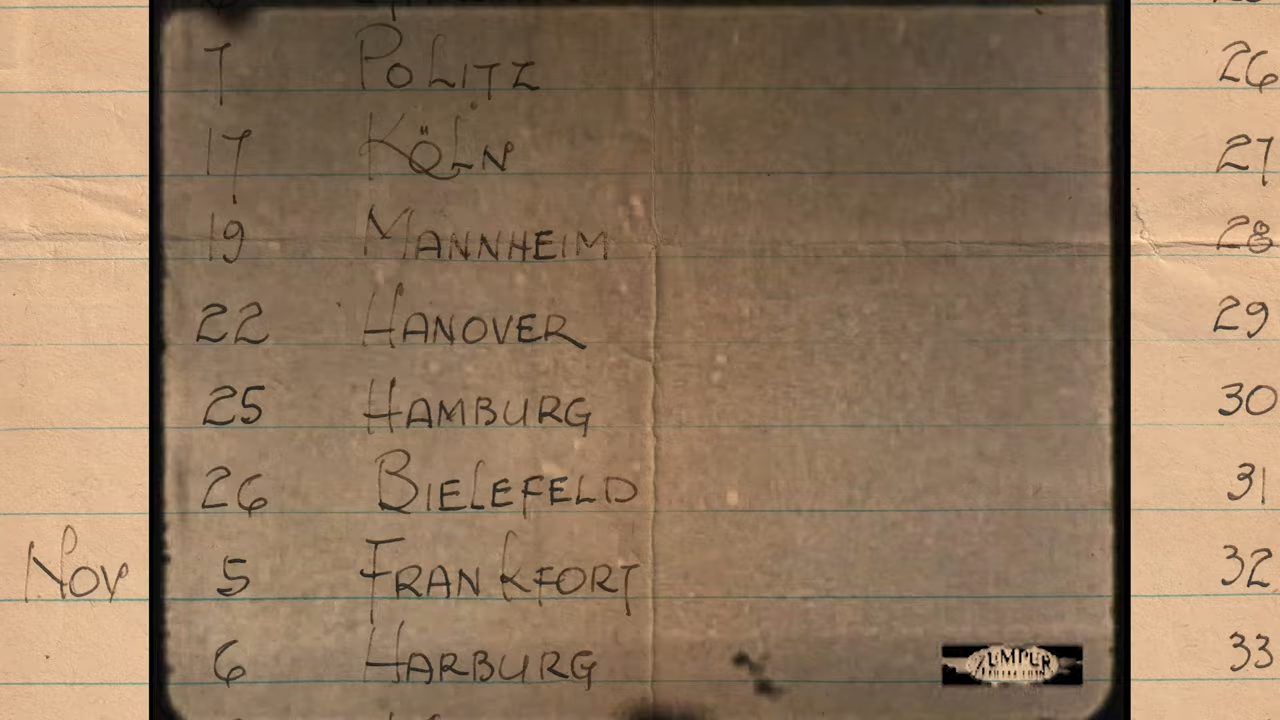 7 POLITZ 26
17 KÖLN 27
19 MANNHEIM 28
22 HANOVER 29
25 HAMBURG 30
26 BIELEFELD 31
Nov 5 FRANKFORT 32
6 HARBURG 33